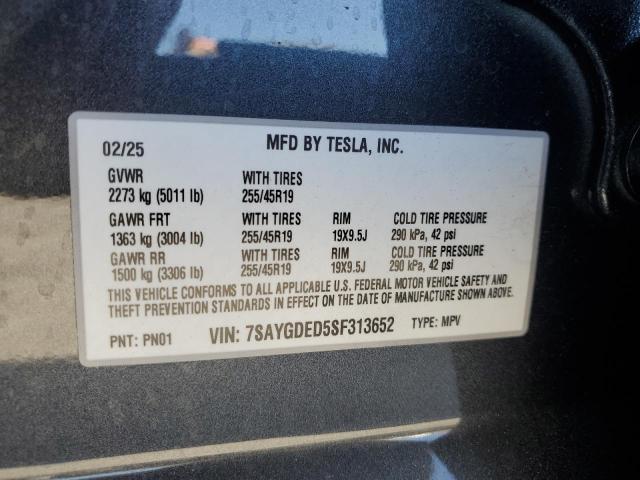 02/25 MFD BY TESLA, INC.
GVWR WITH TIRES
2273 kg (5011 lb) 255/45R19
GAWR FRT WITH TIRES RIM COLD TIRE PRESSURE
1363 kg (3004 lb) 255/45R19 19X9.5J 290 kPa, 42 psi
GAWR RR WITH TIRES RIM COLD TIRE PRESSURE
1500 kg (3306 lb) 255/45R19 19X9.5J 290 kPa, 42 psi
THIS VEHICLE CONFORMS TO ALL APPLICABLE U.S. FEDERAL MOTOR VEHICLE SAFETY AND
THEFT PREVENTION STANDARDS IN EFFECT ON THE DATE OF MANUFACTURE SHOWN ABOVE.
PNT: PN01 VIN: 7SAYGDED5SF313652 TYPE: MPV